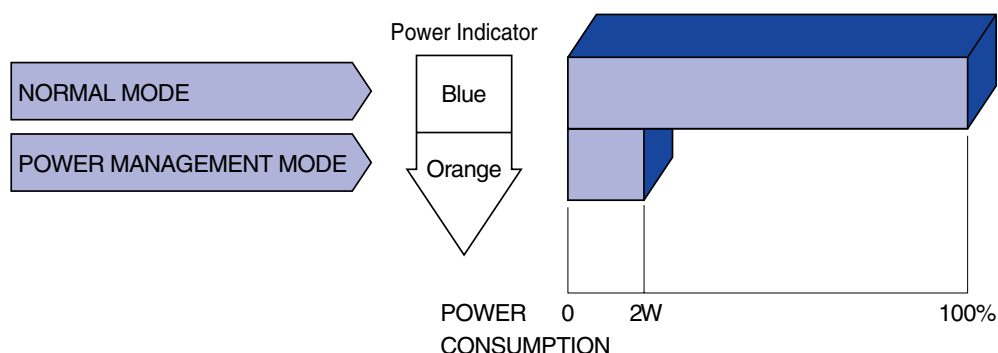 Power Indicator
NORMAL MODE
Blue
POWER MANAGEMENT MODE
Orange
POWER CONSUMPTION
0
2W
100%